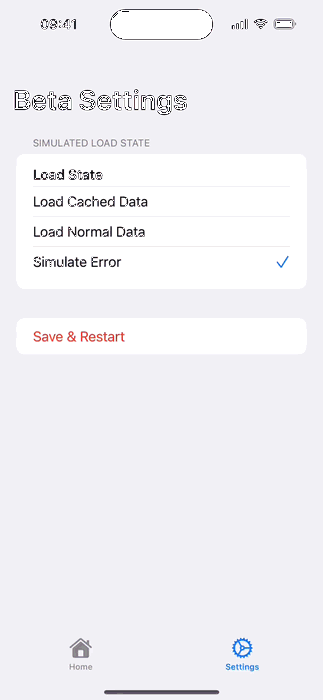 09:41
Beta Settings
SIMULATED LOAD STATE
Load State
Load Cached Data
Load Normal Data
Simulate Error
Save & Restart
Home
Settings